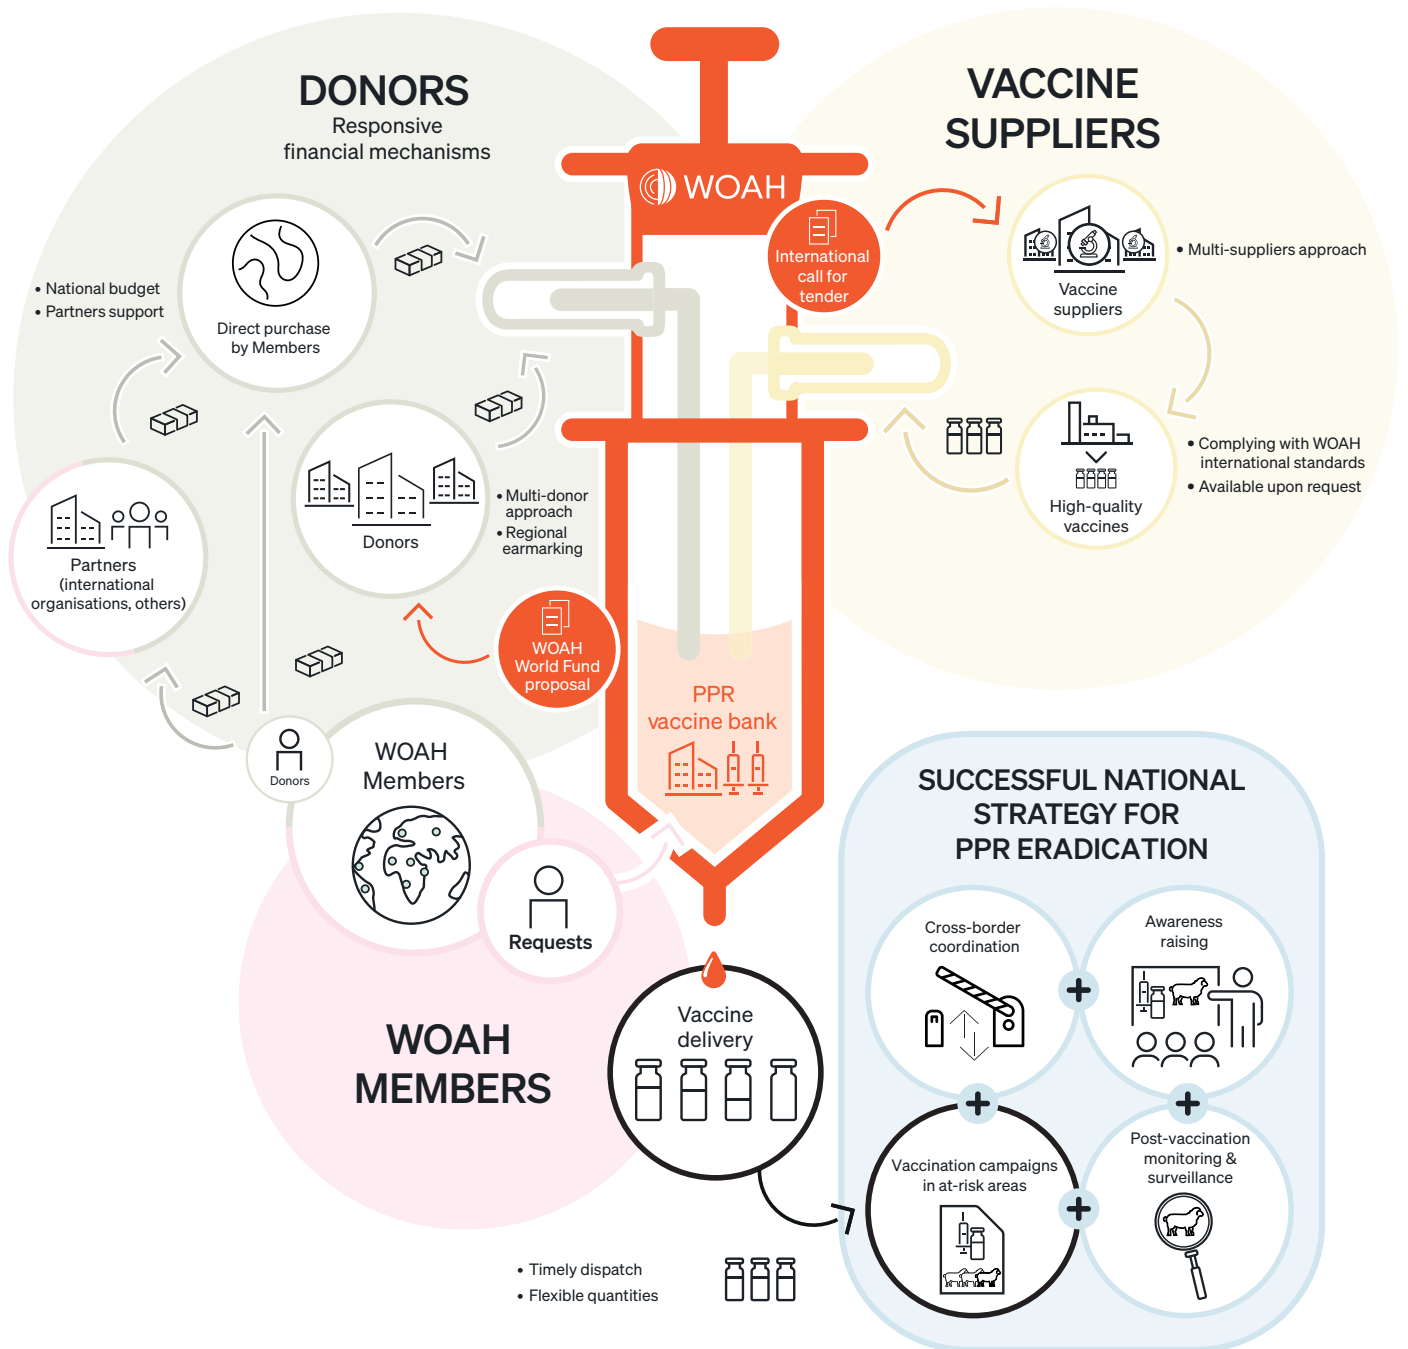 DONORS
Responsive
financial mechanisms
Direct purchase
by Members
• National budget
• Partners support
Donors
• Multi-donor
approach
• Regional
earmarking
Partners
(international
organisations, others)
WOAH
World Fund
proposal
Donors
WOAH
Members
Requests
WOAH
MEMBERS
WOAH
International
call for
tender
PPR
vaccine bank
VACCINE
SUPPLIERS
Vaccine
suppliers
• Multi-suppliers approach
High-quality
vaccines
• Complying with WOAH
international standards
• Available upon request
Vaccine
delivery
• Timely dispatch
• Flexible quantities
SUCCESSFUL NATIONAL
STRATEGY FOR
PPR ERADICATION
Cross-border
coordination
Awareness
raising
Vaccination campaigns
in at-risk areas
Post-vaccination
monitoring &
surveillance